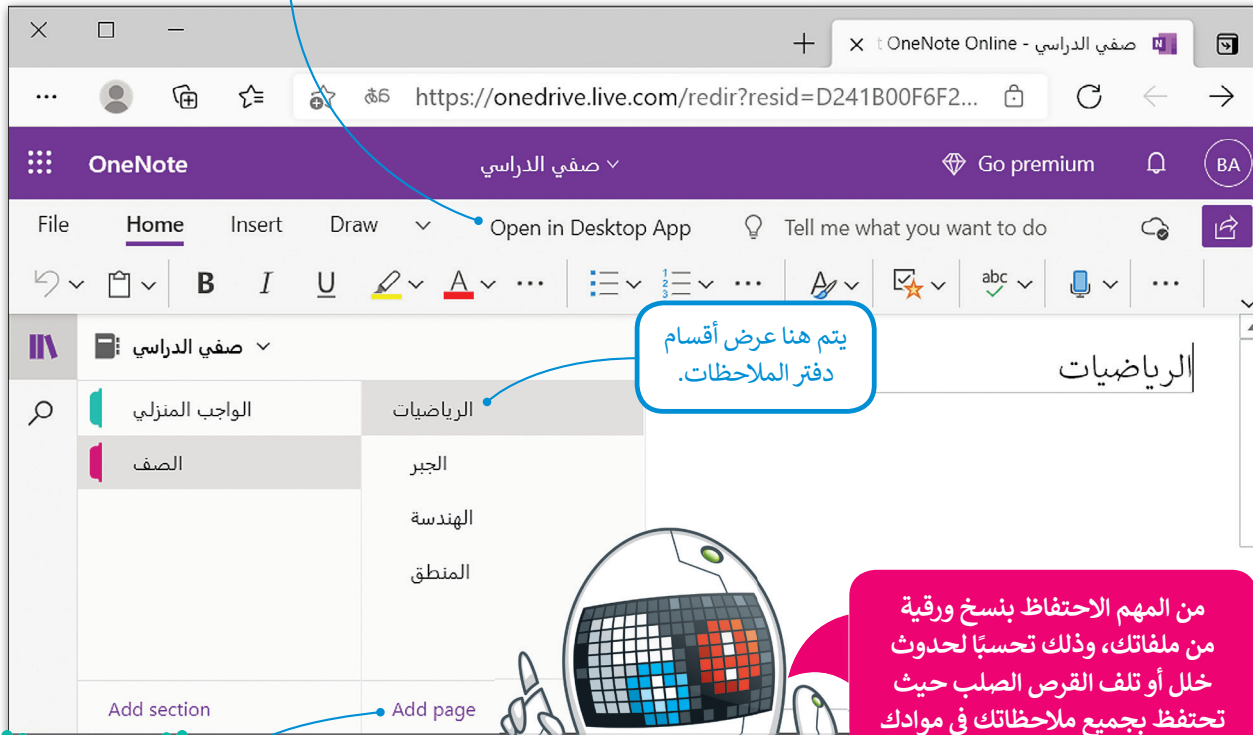 صفي الدراسي - OneNote Online
https://onedrive.live.com/redir?resid=D241B00F6F2...
OneNote
صفي الدراسي
Go premium
BA
File Home Insert Draw Open in Desktop App Tell me what you want to do
B I U A abc
صفي الدراسي
الرياضيات
يتم هنا عرض أقسام
دفتر الملاحظات.
الواجب المنزلي
الصف
الرياضيات
الجبر
الهندسة
المنطق
من المهم الاحتفاظ بنسخ ورقية
من ملفاتك، وذلك تحسبًا لحدوث
خلل أو تلف القرص الصلب حيث
تحتفظ بجميع ملاحظاتك في موادك
Add section
Add page